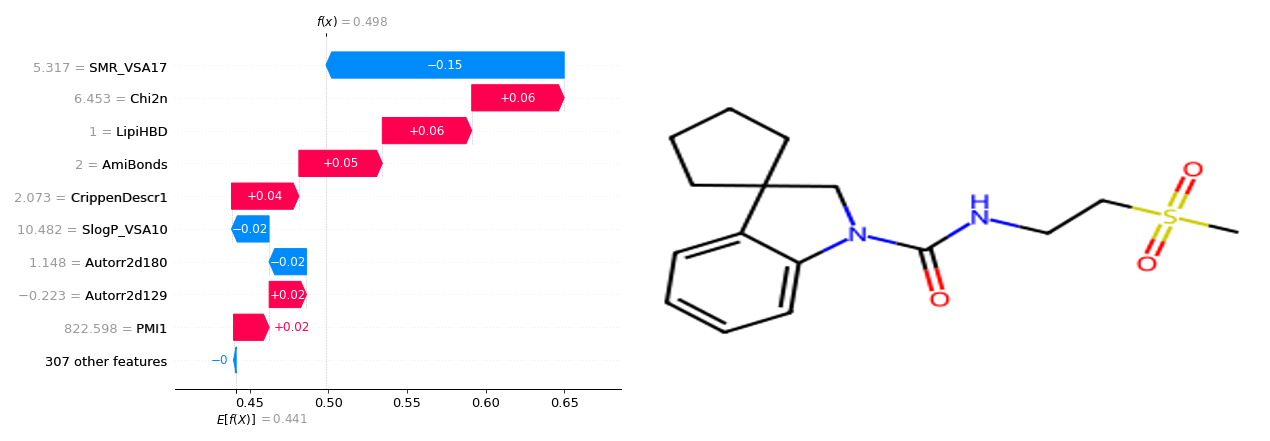 f(x) = 0.498
5.317 = SMR_VSA17
−0.15
6.453 = Chi2n
+0.06
1 = LipiHBD
+0.06
2 = AmiBonds
+0.05
2.073 = CrippenDescr1
+0.04
10.482 = SlogP_VSA10
−0.02
1.148 = Autorr2d180
−0.02
−0.223 = Autorr2d129
+0.02
822.598 = PMI1
+0.02
307 other features
−0
0.45 0.50 0.55 0.60 0.65
E[f(X)] = 0.441
O
H
N
S
N
O
O